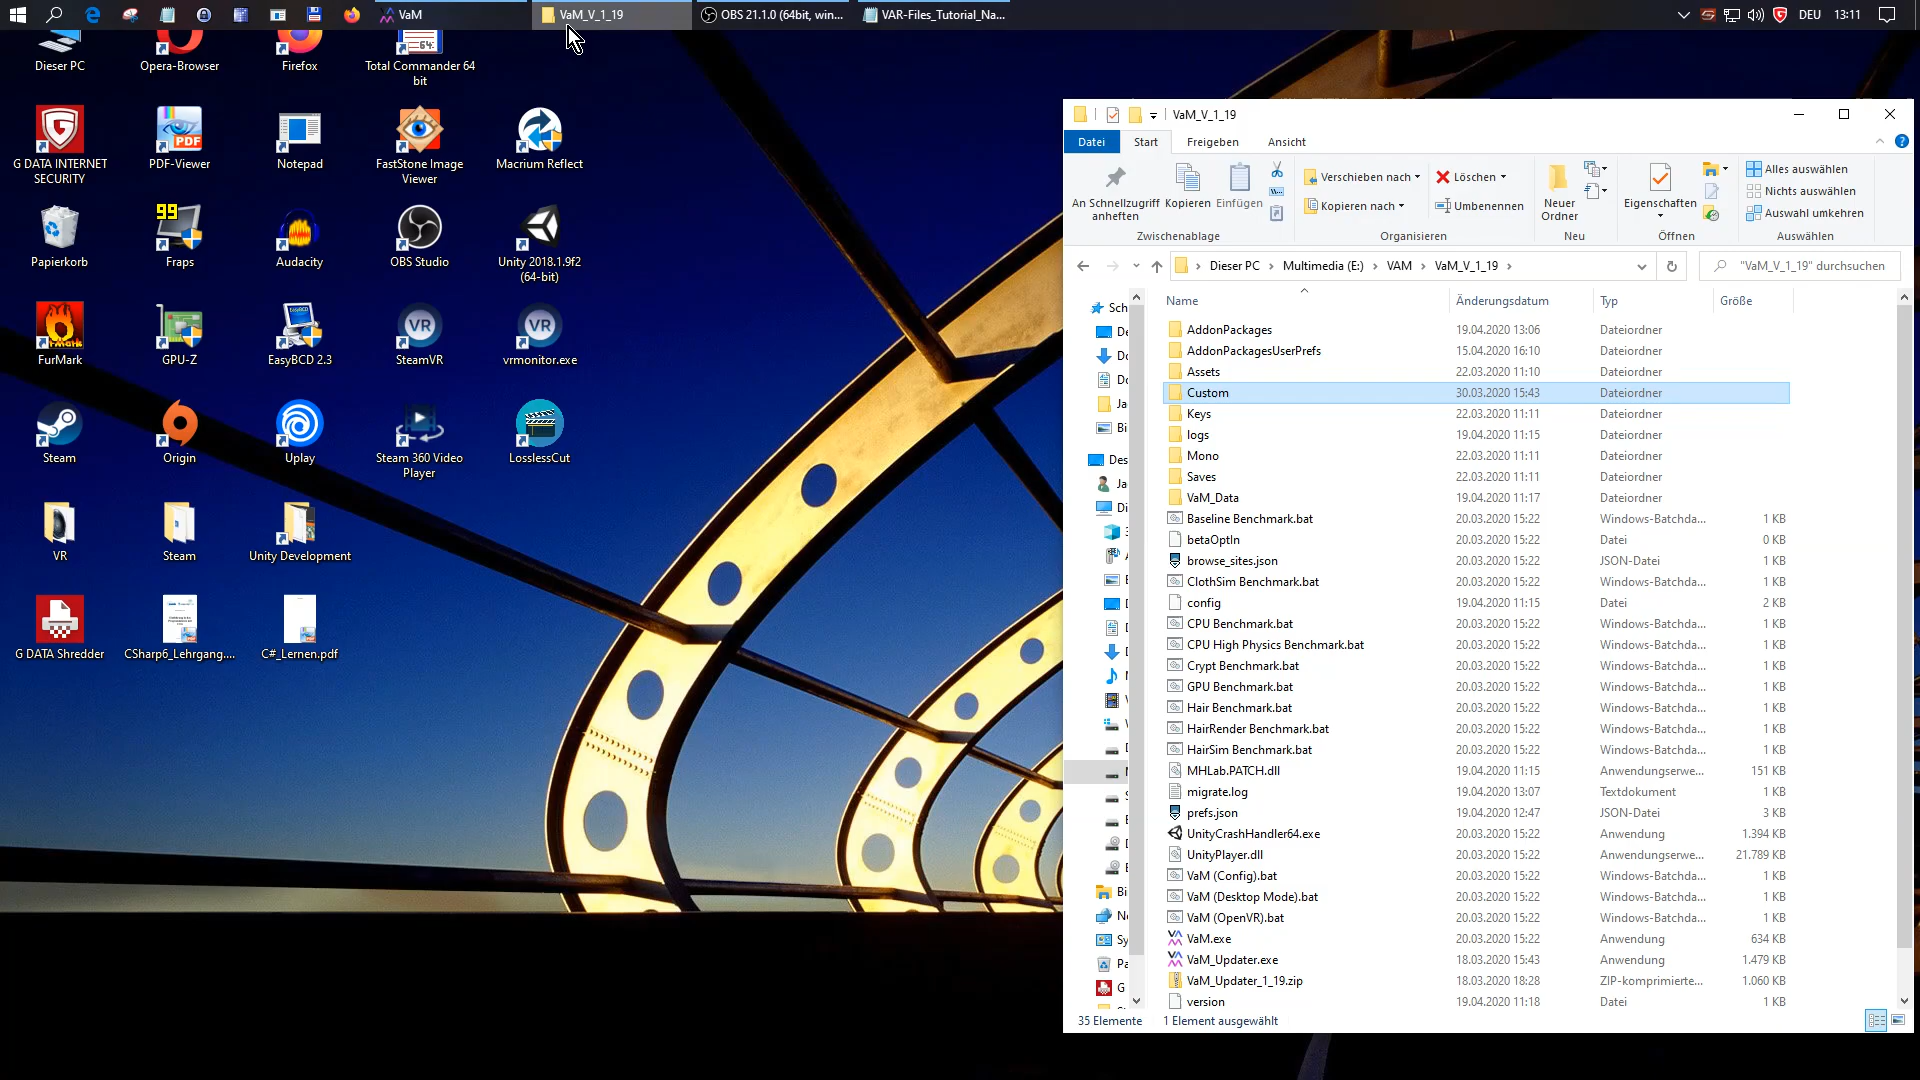 VaM
VaM_V_1_19
OBS 21.1.0 (64bit, win...
VAR-Files_Tutorial_Na...
DEU
13:11
Dieser PC
Opera-Browser
Firefox
Total Commander 64
bit
G DATA INTERNET
SECURITY
PDF-Viewer
Notepad
FastStone Image
Viewer
Macrium Reflect
Papierkorb
Fraps
Audacity
OBS Studio
Unity 2018.1.9f2
(64-bit)
FurMark
GPU-Z
EasyBCD 2.3
SteamVR
vrmonitor.exe
Steam
Origin
Uplay
Steam 360 Video
Player
LosslessCut
VR
Steam
Unity Development
G DATA Shredder
CSharp6_Lehrgang....
C#_Lernen.pdf
VaM_V_1_19
Datei
Start
Freigeben
Ansicht
An Schnellzugriff
anheften
Kopieren
Einfügen
Zwischenablage
Verschieben nach
Kopieren nach
Löschen
Umbenennen
Organisieren
Neuer
Ordner
Neu
Eigenschaften
Öffnen
Alles auswählen
Nichts auswählen
Auswahl umkehren
Auswählen
Dieser PC > Multimedia (E:) > VAM > VaM_V_1_19 >
"VaM_V_1_19" durchsuchen
Name Änderungsdatum Typ Größe
AddonPackages 19.04.2020 13:06 Dateiordner
AddonPackagesUserPrefs 15.04.2020 16:10 Dateiordner
Assets 22.03.2020 11:10 Dateiordner
Custom 30.03.2020 15:43 Dateiordner
Keys 22.03.2020 11:11 Dateiordner
logs 19.04.2020 11:15 Dateiordner
Mono 22.03.2020 11:11 Dateiordner
Saves 22.03.2020 11:11 Dateiordner
VaM_Data 19.04.2020 11:17 Dateiordner
Baseline Benchmark.bat 20.03.2020 15:22 Windows-Batchda... 1 KB
betaOptIn 20.03.2020 15:22 Datei 0 KB
browse_sites.json 20.03.2020 15:22 JSON-Datei 1 KB
ClothSim Benchmark.bat 20.03.2020 15:22 Windows-Batchda... 1 KB
config 19.04.2020 11:15 Datei 2 KB
CPU Benchmark.bat 20.03.2020 15:22 Windows-Batchda... 1 KB
CPU High Physics Benchmark.bat 20.03.2020 15:22 Windows-Batchda... 1 KB
Crypt Benchmark.bat 20.03.2020 15:22 Windows-Batchda... 1 KB
GPU Benchmark.bat 20.03.2020 15:22 Windows-Batchda... 1 KB
Hair Benchmark.bat 20.03.2020 15:22 Windows-Batchda... 1 KB
HairRender Benchmark.bat 20.03.2020 15:22 Windows-Batchda... 1 KB
HairSim Benchmark.bat 20.03.2020 15:22 Windows-Batchda... 1 KB
MHLab.PATCH.dll 19.04.2020 11:15 Anwendungserwe... 151 KB
migrate.log 19.04.2020 13:07 Textdokument 1 KB
prefs.json 19.04.2020 12:47 JSON-Datei 3 KB
UnityCrashHandler64.exe 20.03.2020 15:22 Anwendung 1.394 KB
UnityPlayer.dll 20.03.2020 15:22 Anwendungserwe... 21.789 KB
VaM (Config).bat 20.03.2020 15:22 Windows-Batchda... 1 KB
VaM (Desktop Mode).bat 20.03.2020 15:22 Windows-Batchda... 1 KB
VaM (OpenVR).bat 20.03.2020 15:22 Windows-Batchda... 1 KB
VaM.exe 20.03.2020 15:22 Anwendung 634 KB
VaM_Updater.exe 18.03.2020 15:43 Anwendung 1.479 KB
VaM_Updater_1_19.zip 18.03.2020 18:28 ZIP-komprimierte... 1.060 KB
version 19.04.2020 11:18 Datei 1 KB
35 Elemente
1 Element ausgewählt